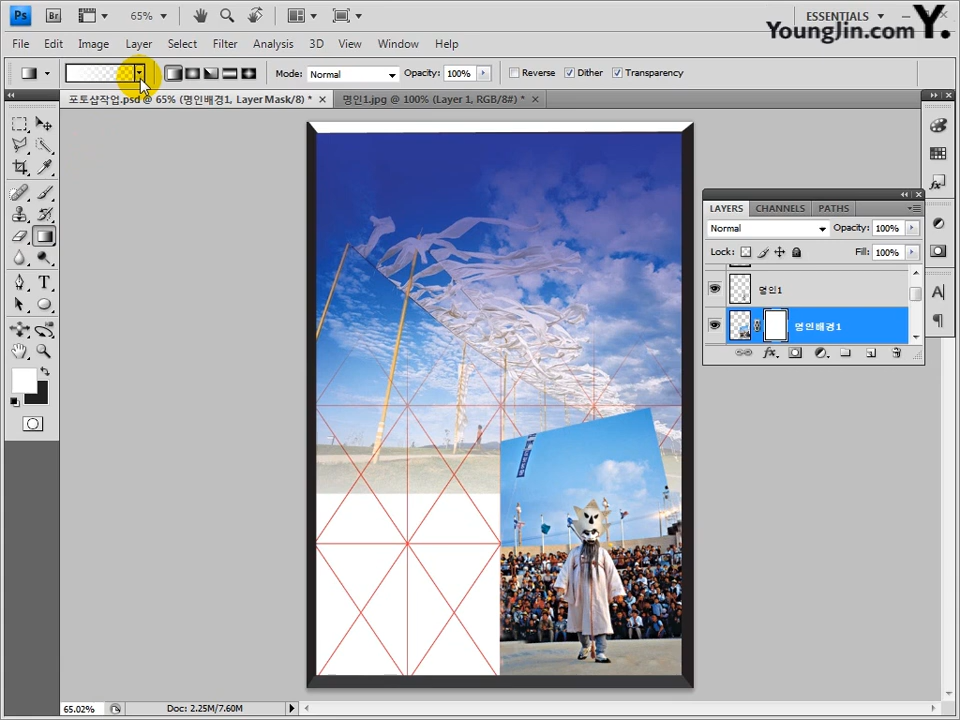 Ps Br 65% ESSENTIALS
YoungJin.com Y.
File Edit Image Layer Select Filter Analysis 3D View Window Help
Mode: Normal Opacity: 100% Reverse Dither Transparency
포토샵작업.psd @ 65% (명인배경1, Layer Mask/8) * 명인1.jpg @ 100% (Layer 1, RGB/8#) *
LAYERS CHANNELS PATHS
Normal Opacity: 100%
Lock: Fill: 100%
명인1
명인배경1
65.02% Doc: 2.25M/7.60M